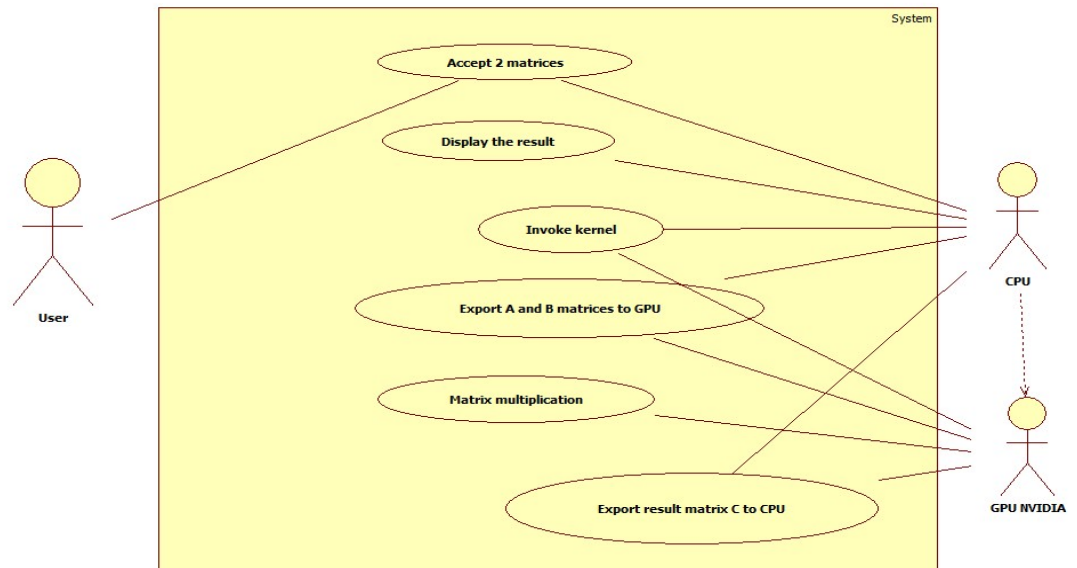 System
Accept 2 matrices
Display the result
Invoke kernel
CPU
Export A and B matrices to GPU
User
Matrix multiplication
Export result matrix C to CPU
GPU NVIDIA